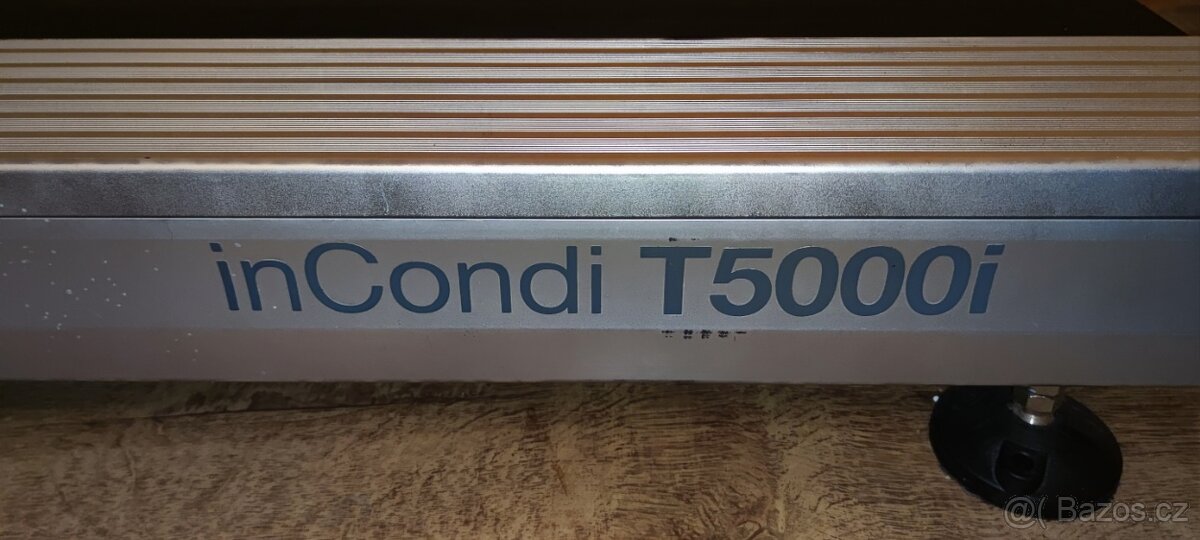 inCondi T5000i
@( Bazos.cz